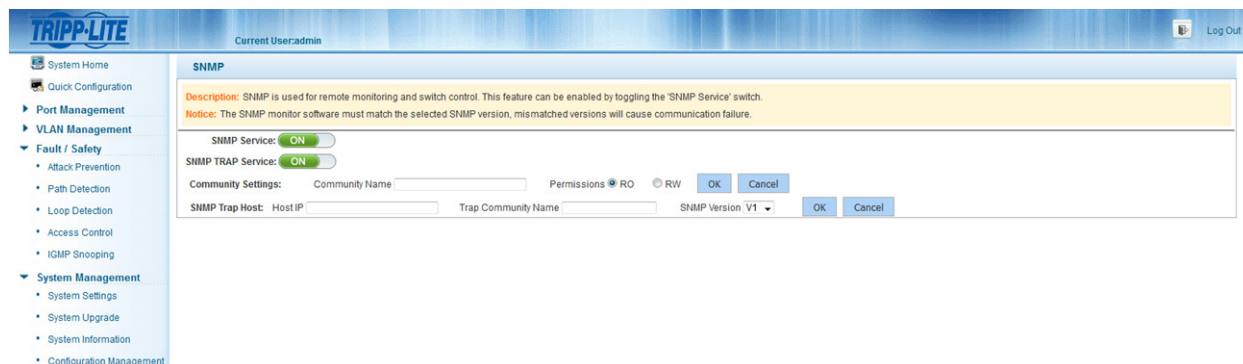 TRIPP·LITE
Current User:admin
Log Out
System Home
Quick Configuration
Port Management
VLAN Management
Fault / Safety
Attack Prevention
Path Detection
Loop Detection
Access Control
IGMP Snooping
System Management
System Settings
System Upgrade
System Information
Configuration Management
SNMP
Description: SNMP is used for remote monitoring and switch control. This feature can be enabled by toggling the 'SNMP Service' switch.
Notice: The SNMP monitor software must match the selected SNMP version, mismatched versions will cause communication failure.
SNMP Service: ON
SNMP TRAP Service: ON
Community Settings: Community Name Permissions RO RW OK Cancel
SNMP Trap Host: Host IP Trap Community Name SNMP Version V1 OK Cancel